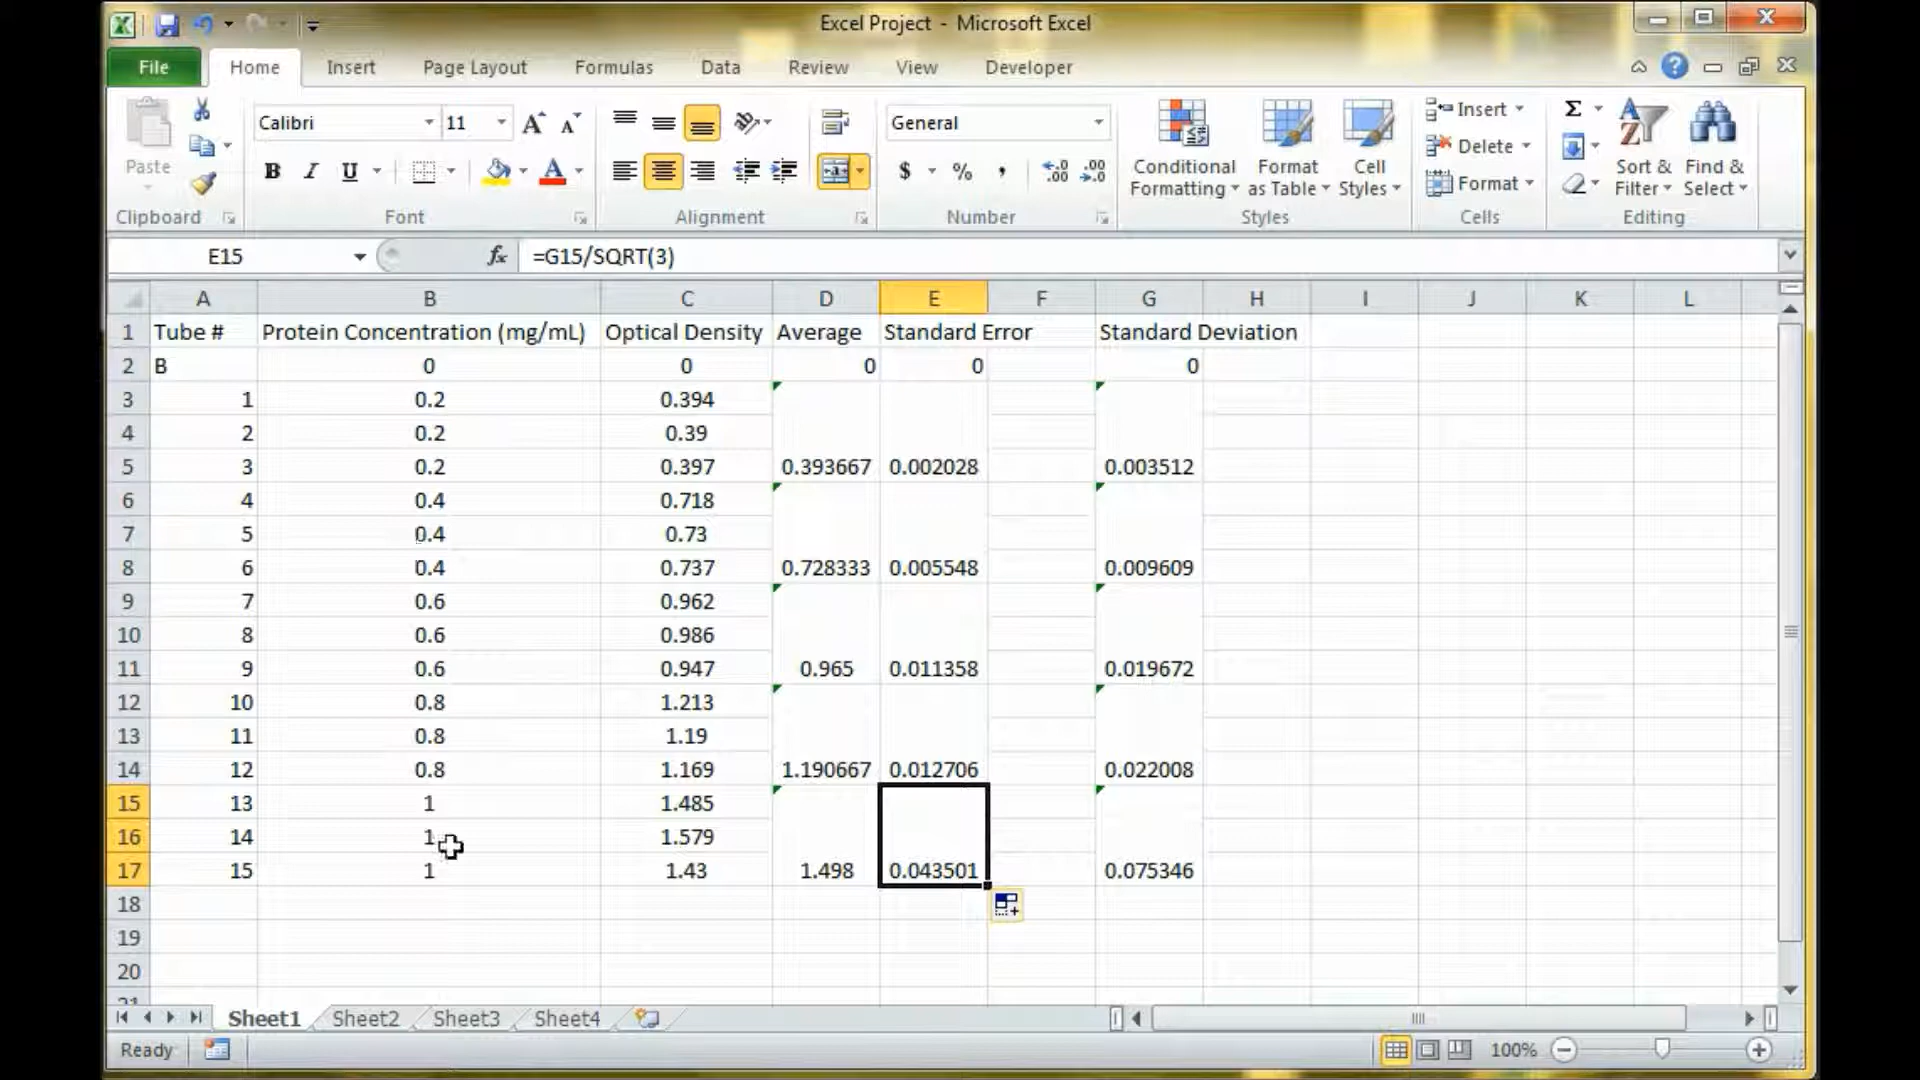 Excel Project - Microsoft Excel
File Home Insert Page Layout Formulas Data Review View Developer
Calibri 11 General
Paste B I U $ % , Conditional Formatting Format as Table Cell Styles Insert Delete Format Σ Sort & Filter Find & Select
Clipboard Font Alignment Number Styles Cells Editing
E15 fx =G15/SQRT(3)
A B C D E F G H I J K L
1 Tube # Protein Concentration (mg/mL) Optical Density Average Standard Error Standard Deviation
2 B 0 0 0 0 0
3 1 0.2 0.394
4 2 0.2 0.39
5 3 0.2 0.397 0.393667 0.002028 0.003512
6 4 0.4 0.718
7 5 0.4 0.73
8 6 0.4 0.737 0.728333 0.005548 0.009609
9 7 0.6 0.962
10 8 0.6 0.986
11 9 0.6 0.947 0.965 0.011358 0.019672
12 10 0.8 1.213
13 11 0.8 1.19
14 12 0.8 1.169 1.190667 0.012706 0.022008
15 13 1 1.485
16 14 1 1.579
17 15 1 1.43 1.498 0.043501 0.075346
18
19
20
21
Sheet1 Sheet2 Sheet3 Sheet4
Ready 100%